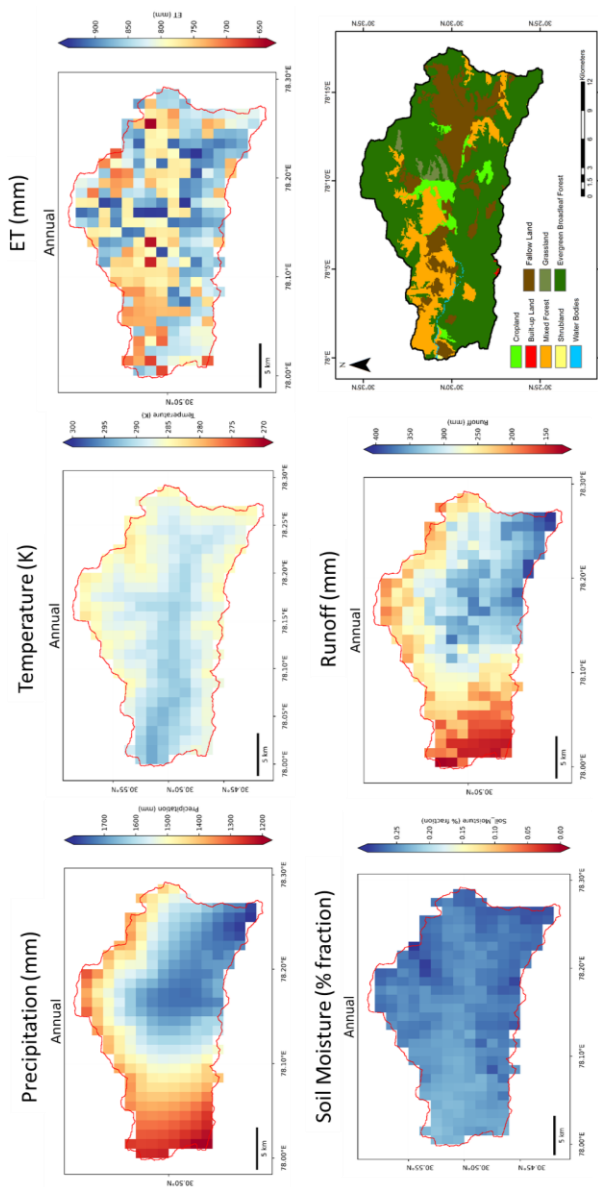 Precipitation (mm)
Annual
30.50°N
78.00°E 78.10°E 78.20°E 78.30°E
5 km
1700
1600
1500
1400
1300
1200
Precipitation (mm)
Temperature (K)
Annual
30.55°N
30.50°N
30.45°N
78.00°E 78.05°E 78.10°E 78.15°E 78.20°E 78.25°E 78.30°E
5 km
300
295
290
285
280
275
270
Temperature (K)
ET (mm)
Annual
30.50°N
78.00°E 78.10°E 78.20°E 78.30°E
5 km
900
850
800
750
700
650
ET (mm)
Soil Moisture (% fraction)
Annual
30.55°N
30.50°N
30.45°N
78.00°E 78.10°E 78.20°E 78.30°E
5 km
0.25
0.20
0.15
0.10
0.05
0.00
Soil_Moisture (% fraction)
Runoff (mm)
Annual
30.50°N
78.00°E 78.10°E 78.20°E 78.30°E
5 km
400
350
300
250
200
150
Runoff (mm)
78°E 78°5'E 78°10'E 78°15'E
N
30°35'N 30°35'N
30°30'N 30°30'N
30°25'N 30°25'N
Cropland
Built-up Land Fallow Land
Mixed Forest Grassland
Shrubland Evergreen Broadleaf Forest
Water Bodies
0 1.5 3 6 9 12
Kilometers